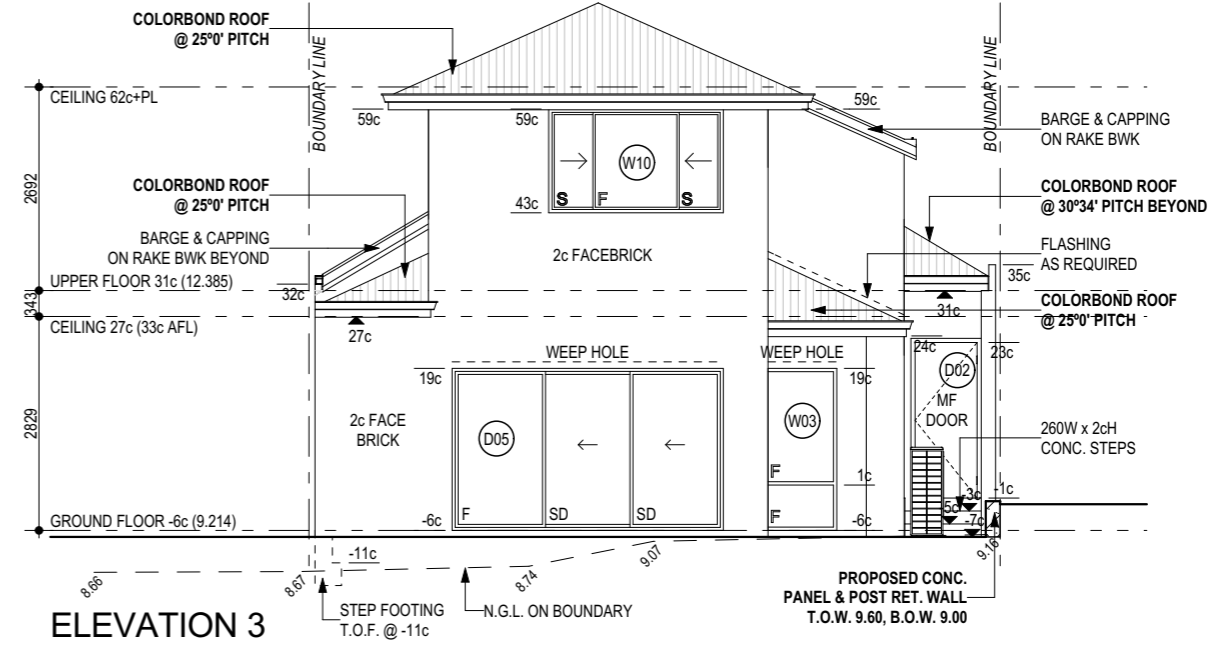 COLORBOND ROOF
@ 25º0' PITCH
BOUNDARY LINE
BOUNDARY LINE
CEILING 62c+PL
59c
59c
59c
BARGE & CAPPING
ON RAKE BWK
W10
S
F
S
43c
2692
COLORBOND ROOF
@ 25º0' PITCH
COLORBOND ROOF
@ 30º34' PITCH BEYOND
BARGE & CAPPING
ON RAKE BWK BEYOND
2c FACEBRICK
FLASHING
AS REQUIRED
35c
UPPER FLOOR 31c (12.385)
32c
343
31c
COLORBOND ROOF
@ 25º0' PITCH
CEILING 27c (33c AFL)
27c
24c
23c
WEEP HOLE
WEEP HOLE
19c
19c
D02
MF
DOOR
2829
2c FACE
BRICK
D05
W03
260W x 2cH
CONC. STEPS
F
1c
-3c
-1c
5c
-7c
GROUND FLOOR -6c (9.214)
-6c
F
SD
SD
F
-6c
-11c
8.66
8.67
8.74
9.07
9.16
STEP FOOTING
T.O.F. @ -11c
N.G.L. ON BOUNDARY
PROPOSED CONC.
PANEL & POST RET. WALL
T.O.W. 9.60, B.O.W. 9.00
ELEVATION 3